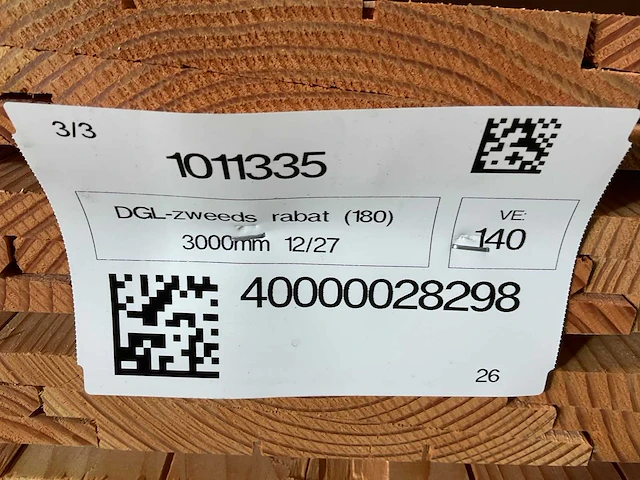 3/3
1011335
DGL-zweeds rabat (180)
3000mm 12/27
VE:
140
40000028298
26